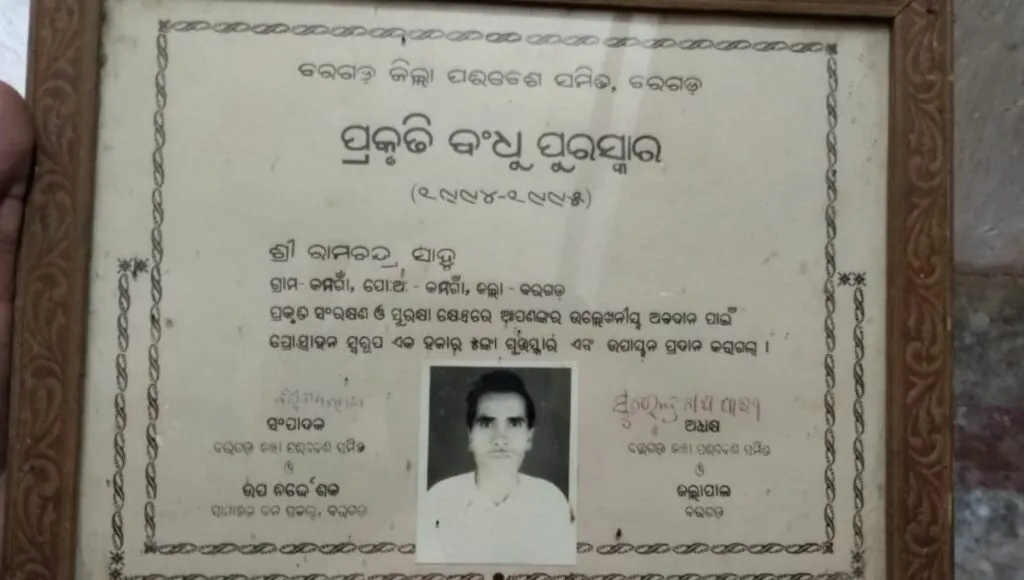 ବରଗଡ଼ ଜିଲ୍ଲା ପରିବେଶ ସମିତି, ବରଗଡ଼
ପ୍ରକୃତି ବଂଧୁ ପୁରସ୍କାର
(୧୯୯୪-୧୯୯୫)
ଶ୍ରୀ ରାମଚନ୍ଦ୍ର ସାହୁ
ଗ୍ରାମ- କମଗାଁ, ପୋ:ଅ: - କମଗାଁ, ଜିଲ୍ଲା - ବରଗଡ଼
ପ୍ରକୃତି ସଂରକ୍ଷଣ ଓ ସୁରକ୍ଷା କ୍ଷେତ୍ରରେ ଆପଣଙ୍କର ଉଲ୍ଲେଖନୀୟ ଅବଦାନ ପାଇଁ
ପ୍ରୋତ୍ସାହନ ସ୍ୱରୂପ ଏକ ହଜାର ଟଙ୍କା ପୁରସ୍କାର ଏବଂ ଉପାୟନ ପ୍ରଦାନ କରାଗଲା ।
ସଂପାଦକ
ବରଗଡ଼ ଜିଲ୍ଲା ପରିବେଶ ସମିତି
ଓ
ଉପ ନିର୍ଦ୍ଦେଶକ
ସାମାଜିକ ବନ ପ୍ରକଳ୍ପ, ବରଗଡ଼
ଅଧ୍ୟକ୍ଷ
ବରଗଡ଼ ଜିଲ୍ଲା ପରିବେଶ ସମିତି
ଓ
ଜିଲ୍ଲାପାଳ
ବରଗଡ଼